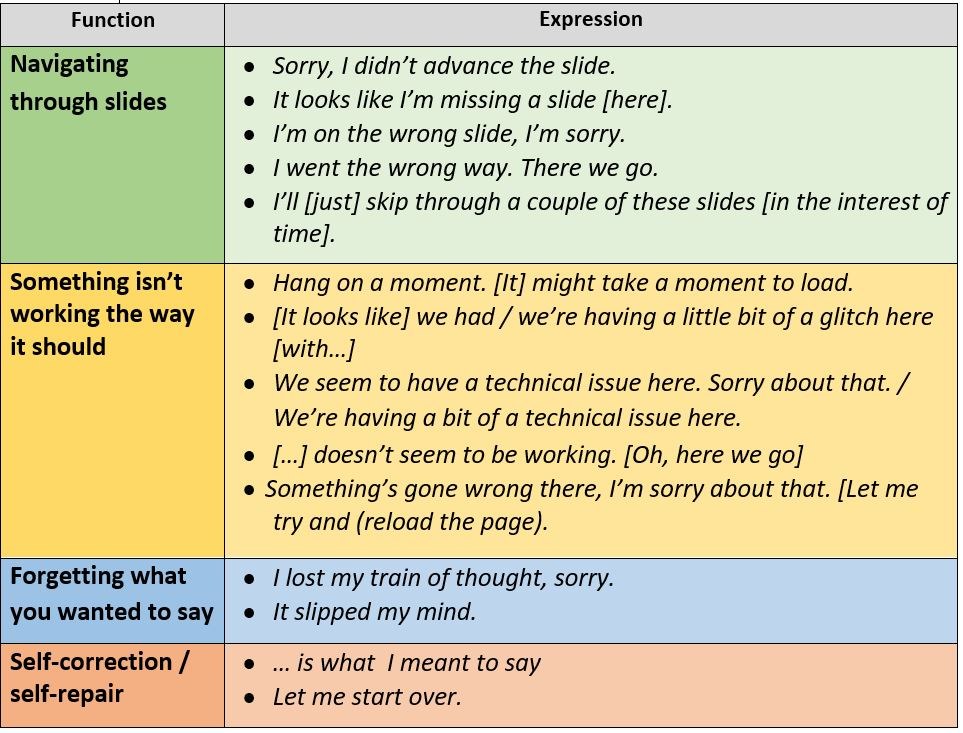 Function
Expression
Navigating
through slides
• Sorry, I didn’t advance the slide.
• It looks like I’m missing a slide [here].
• I’m on the wrong slide, I’m sorry.
• I went the wrong way. There we go.
• I’ll [just] skip through a couple of these slides [in the interest of
time].
Something isn’t
working the way
it should
• Hang on a moment. [It] might take a moment to load.
• [It looks like] we had / we’re having a little bit of a glitch here
[with…]
• We seem to have a technical issue here. Sorry about that. /
We’re having a bit of a technical issue here.
• […] doesn’t seem to be working. [Oh, here we go]
• Something’s gone wrong there, I’m sorry about that. [Let me
try and (reload the page).
Forgetting what
you wanted to say
• I lost my train of thought, sorry.
• It slipped my mind.
Self-correction /
self-repair
• … is what  I meant to say
• Let me start over.